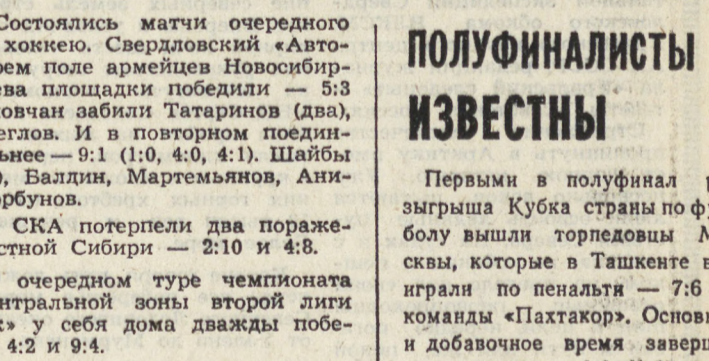 Состоялись матчи очередного
хоккею. Свердловский «Авто-
рем поле армейцев Новосибир-
ева площадки победили — 5:3
овчан забили Татаринов (два),
еглов. И в повторном поедин-
ьнее — 9:1 (1:0, 4:0, 4:1). Шайбы
Балдин, Мартемьянов, Ани-
орбунов.
СКА потерпели два пораже-
стной Сибири — 2:10 и 4:8.
очередном туре чемпионата
нтральной зоны второй лиги
к» у себя дома дважды побе-
4:2 и 9:4.
ПОЛУФИНАЛИСТЫ
ИЗВЕСТНЫ
Первыми в полуфинал р
зыгрыша Кубка страны по фу
болу вышли торпедовцы М
сквы, которые в Ташкенте в
играли по пенальти — 7:6
команды «Пахтакор». Основн
и добавочное время заверш